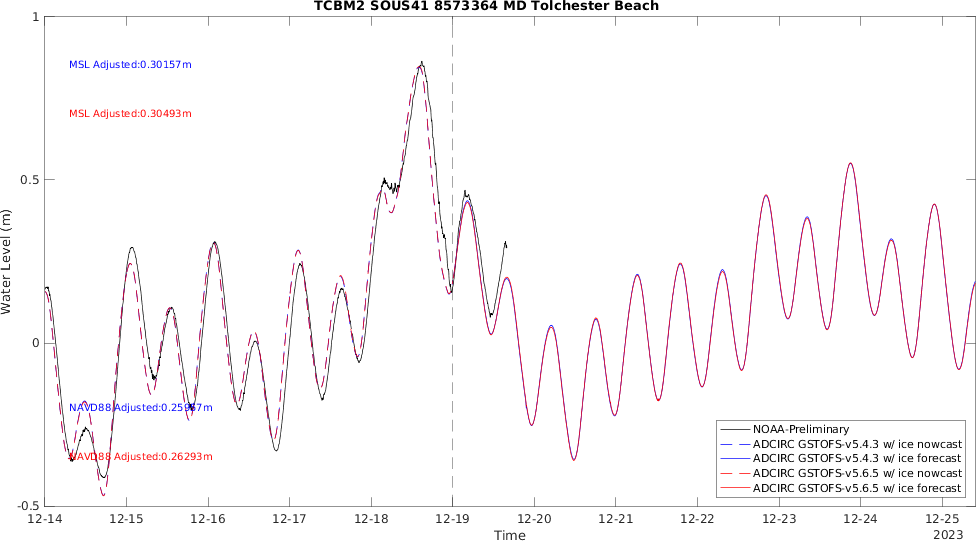 TCBM2 SOUS41 8573364 MD Tolchester Beach
1
MSL Adjusted:0.30157m
MSL Adjusted:0.30493m
0.5
Water Level (m)
0
NAVD88 Adjusted:0.25967m
NAVD88 Adjusted:0.26293m
-0.5
NOAA-Preliminary
ADCIRC GSTOFS-v5.4.3 w/ ice nowcast
ADCIRC GSTOFS-v5.4.3 w/ ice forecast
ADCIRC GSTOFS-v5.6.5 w/ ice nowcast
ADCIRC GSTOFS-v5.6.5 w/ ice forecast
12-14 12-15 12-16 12-17 12-18 12-19 12-20 12-21 12-22 12-23 12-24 12-25
Time 2023